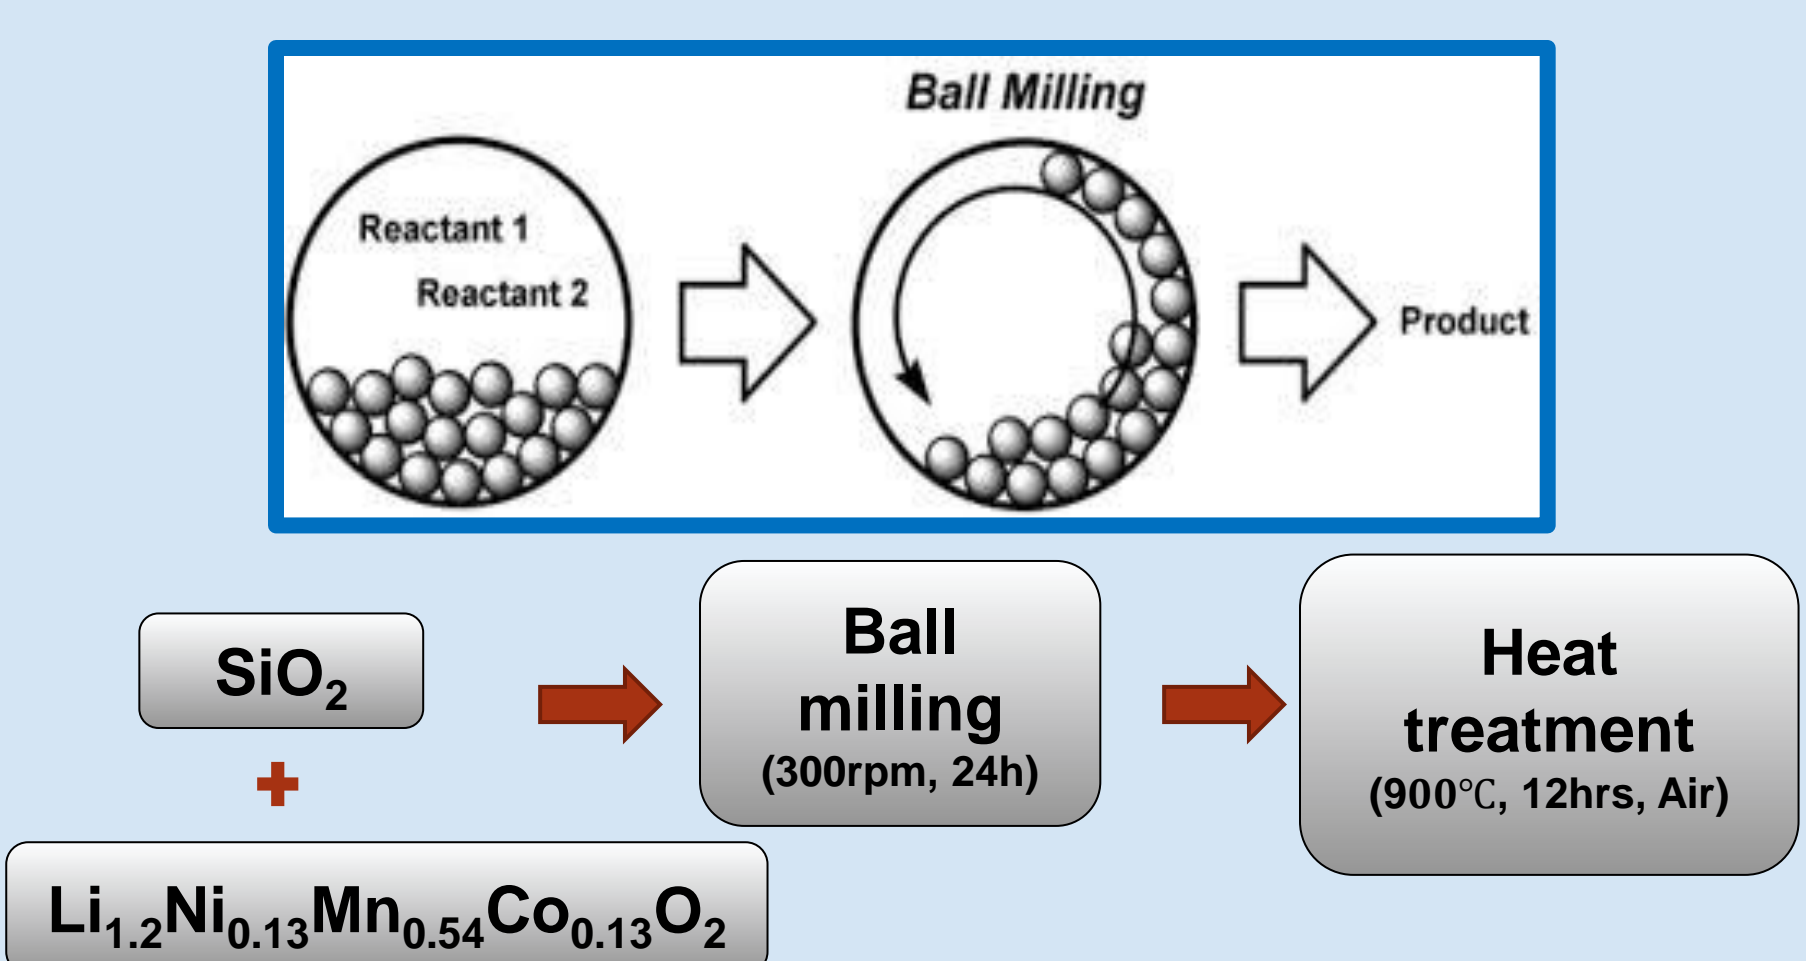 Ball Milling
Reactant 1
Reactant 2
Product
SiO₂
+
Li₁.₂Ni₀.₁₃Mn₀.₅₄Co₀.₁₃O₂
Ball
milling
(300rpm, 24h)
Heat
treatment
(900℃, 12hrs, Air)